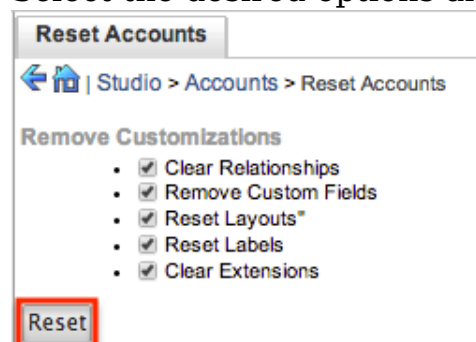 Select the desired options an
Reset Accounts
| Studio > Accounts > Reset Accounts
Remove Customizations
• Clear Relationships
• Remove Custom Fields
• Reset Layouts*
• Reset Labels
• Clear Extensions
Reset